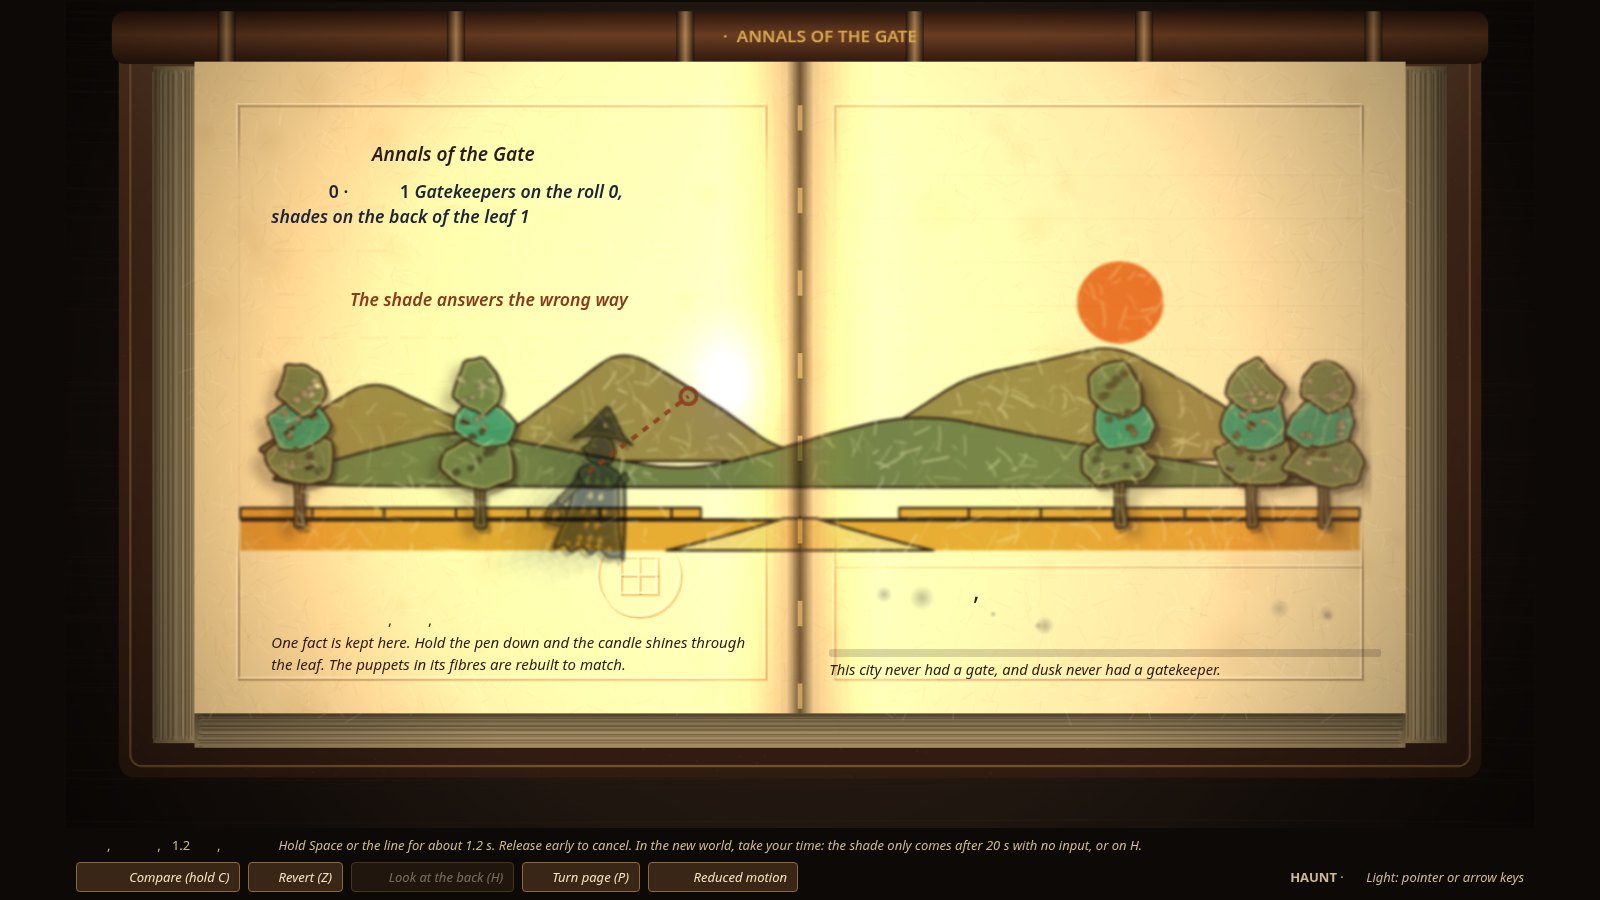 · ANNALS OF THE GATE
Annals of the Gate
0 · 1 Gatekeepers on the roll 0,
shades on the back of the leaf 1
The shade answers the wrong way
, ,
One fact is kept here. Hold the pen down and the candle shines through
the leaf. The puppets in its fibres are rebuilt to match.
,
This city never had a gate, and dusk never had a gatekeeper.
, , 1.2 , Hold Space or the line for about 1.2 s. Release early to cancel. In the new world, take your time: the shade only comes after 20 s with no input, or on H.
Compare (hold C) Revert (Z) Look at the back (H) Turn page (P) Reduced motion HAUNT · Light: pointer or arrow keys